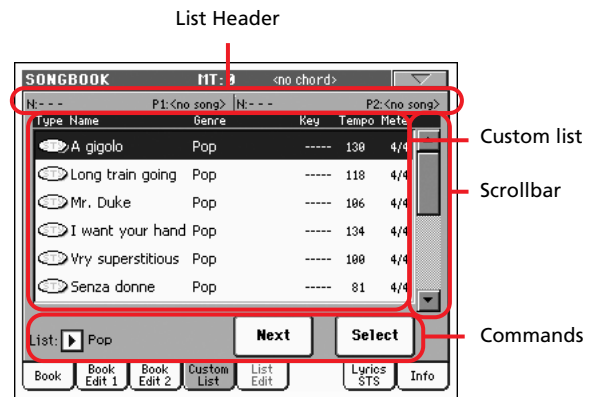 List Header
SONGBOOK MT:0 <no chord>
N:--- P1:<no song> N:--- P2:<no song>
Type Name Genre Key Tempo Mete
A gigolo Pop ----- 130 4/4
Long train going Pop ----- 118 4/4
Mr. Duke Pop ----- 106 4/4
I want your hand Pop ----- 134 4/4
Vry superstitious Pop ----- 100 4/4
Senza donne Pop ----- 81 4/4
Custom list
Scrollbar
List: Pop Next Select
Commands
Book
Book Edit 1
Book Edit 2
Custom List
List Edit
Lyrics STS
Info